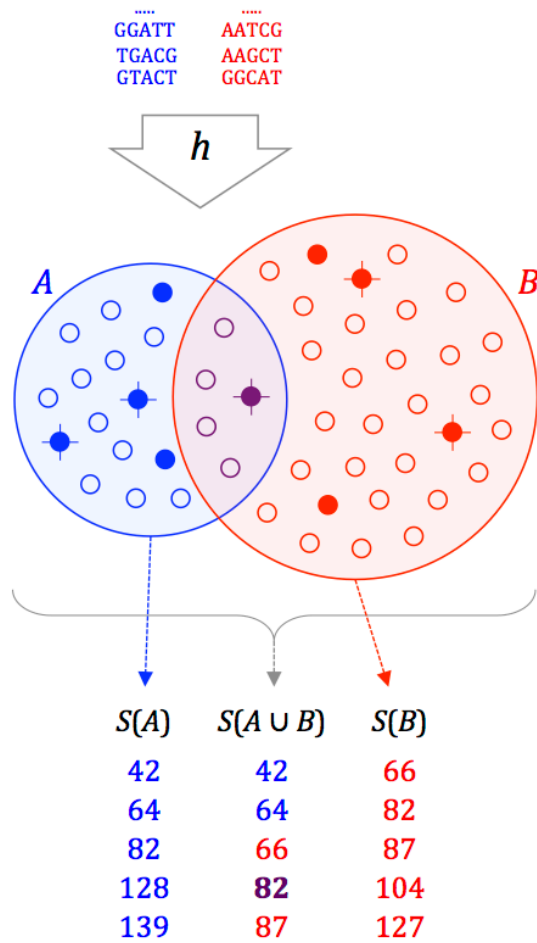 ..... .....
GGATT AATCG
TGACG AAGCT
GTACT GGCAT
h
A B
S(A) S(A ∪ B) S(B)
42 42 66
64 64 82
82 66 87
128 82 104
139 87 127